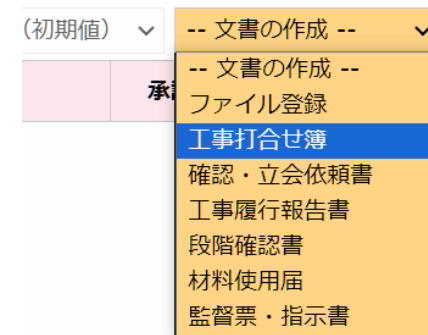 （初期値）
-- 文書の作成 --
-- 文書の作成 --
ファイル登録
工事打合せ簿
確認・立会依頼書
工事履行報告書
段階確認書
材料使用届
監督票・指示書